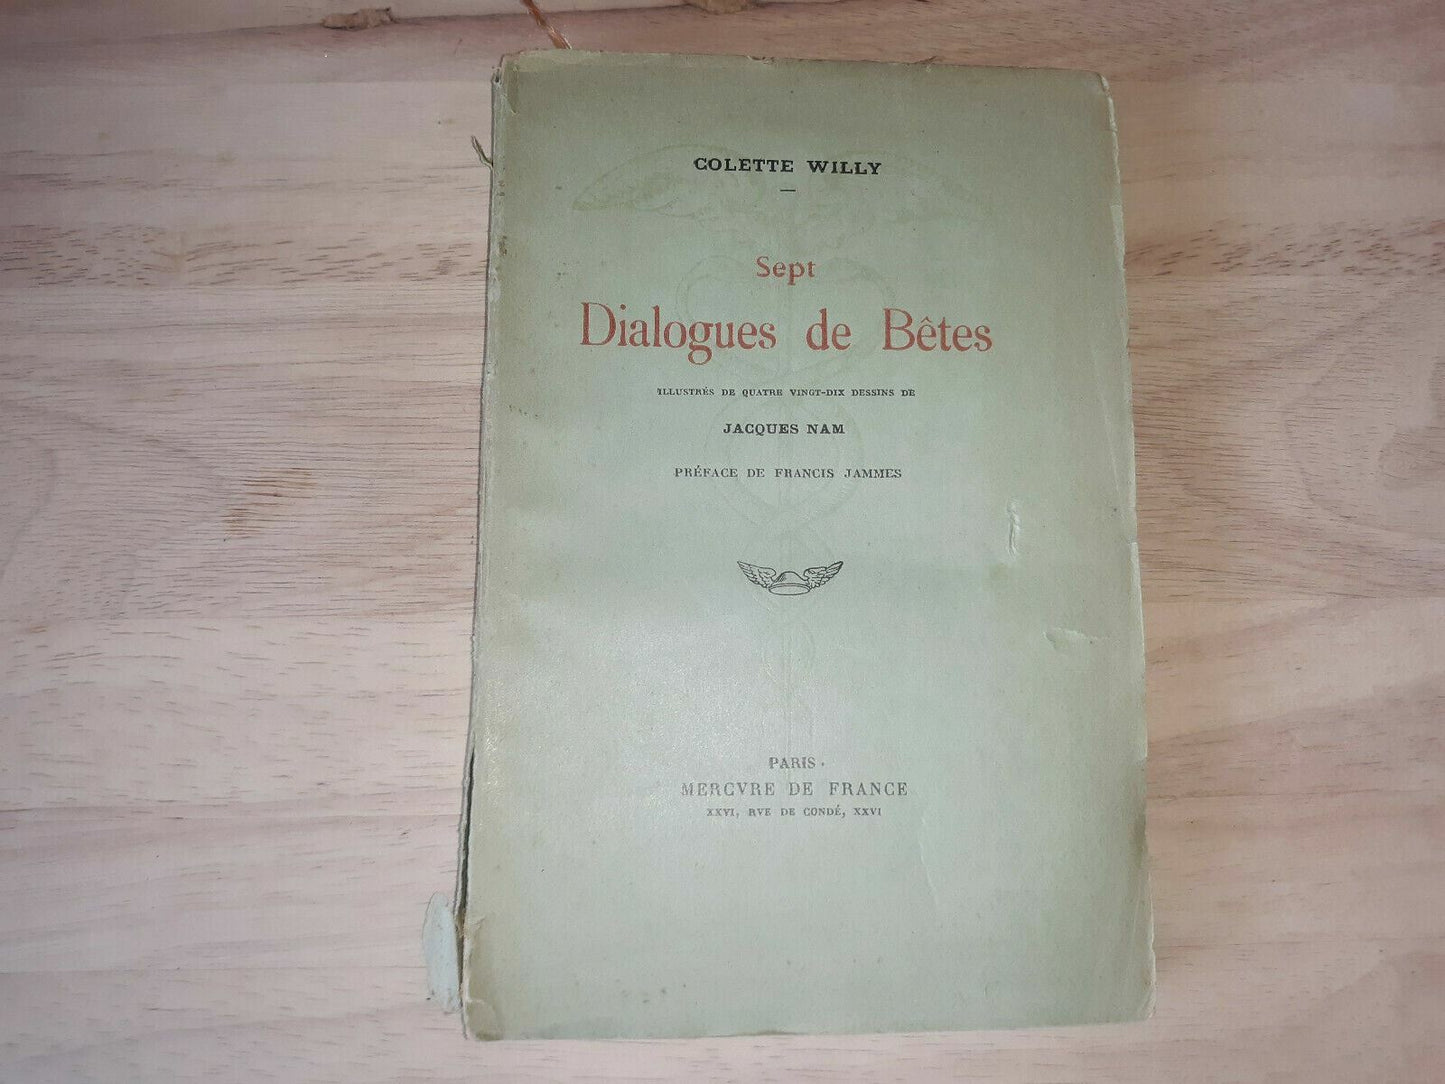 COLETTE WILLY
Sept
Dialogues de Bêtes
ILLUSTRÉS DE QUATRE VINGT-DIX DESSINS DE
JACQUES NAM
PRÉFACE DE FRANCIS JAMMES
PARIS
MERCVRE DE FRANCE
XXVI, RVE DE CONDÉ, XXVI